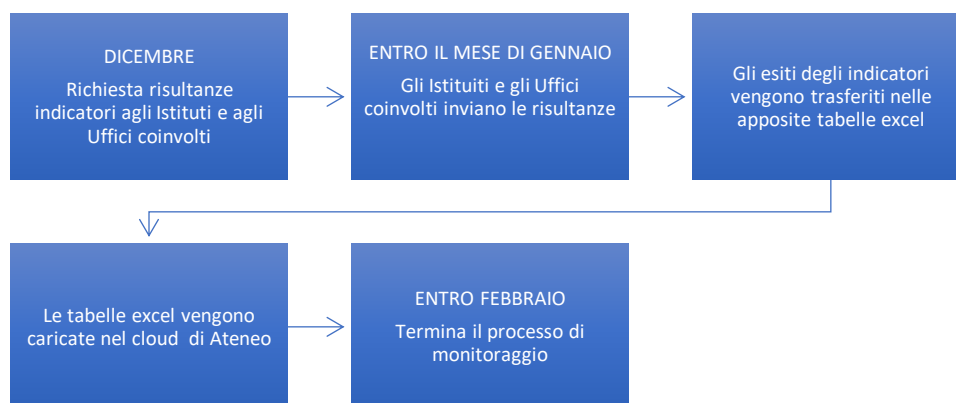 DICEMBRE
Richiesta risultanze
indicatori agli Istituti e agli
Uffici coinvolti
ENTRO IL MESE DI GENNAIO
Gli Istituiti e gli Uffici
coinvolti inviano le risultanze
Gli esiti degli indicatori
vengono trasferiti nelle
apposite tabelle excel
Le tabelle excel vengono
caricate nel cloud di Ateneo
ENTRO FEBBRAIO
Termina il processo di
monitoraggio